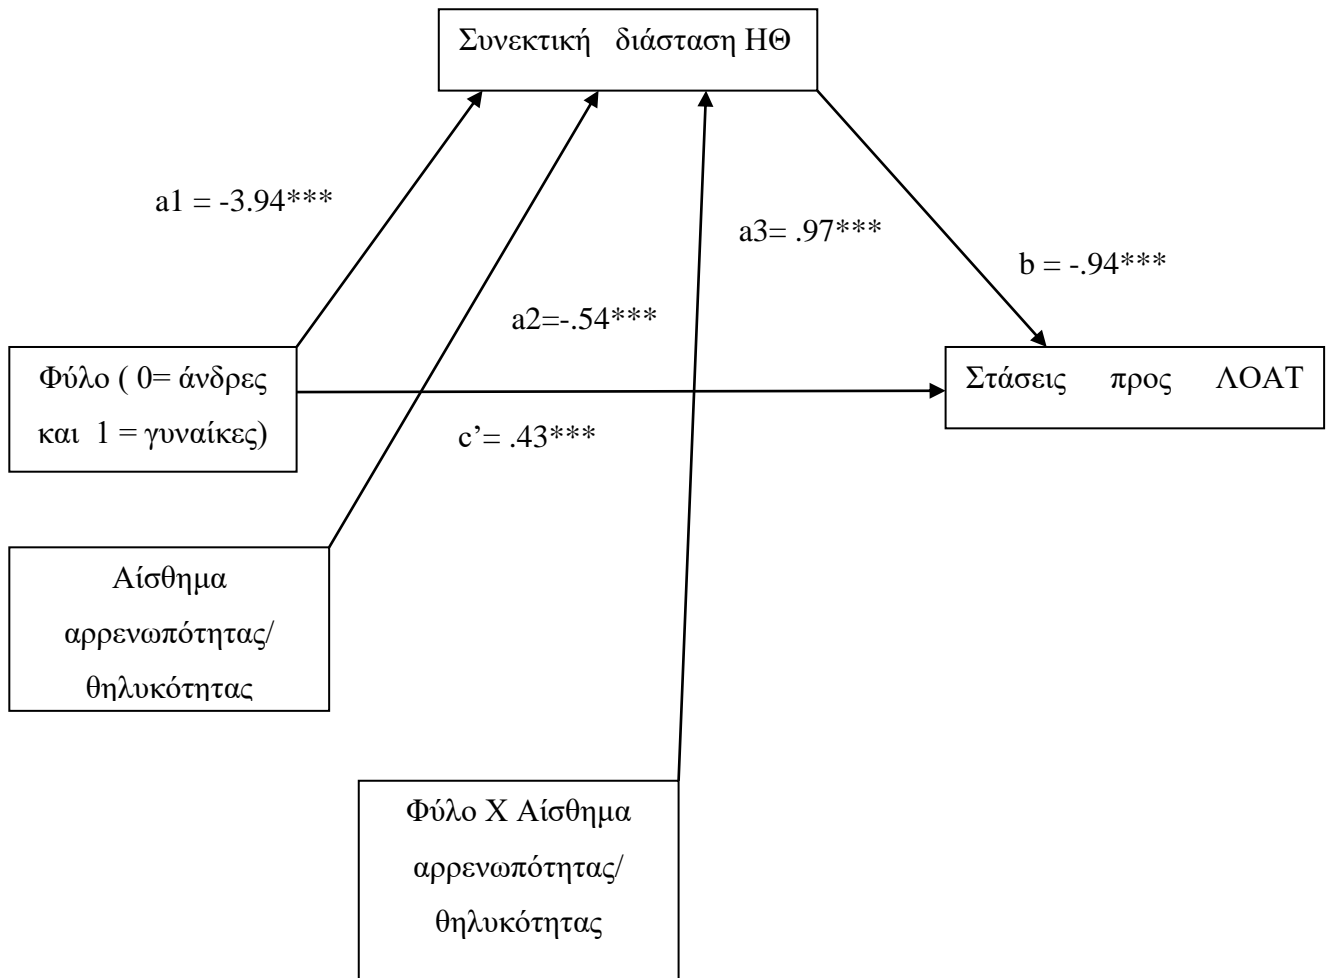 Συνεκτική διάσταση ΗΘ
a1 = -3.94***
a3= .97***
b = -.94***
a2=-.54***
Φύλο ( 0= άνδρες
και 1 = γυναίκες)
Στάσεις προς ΛΟΑΤ
c’= .43***
Αίσθημα
αρρενωπότητας/
θηλυκότητας
Φύλο Χ Αίσθημα
αρρενωπότητας/
θηλυκότητας